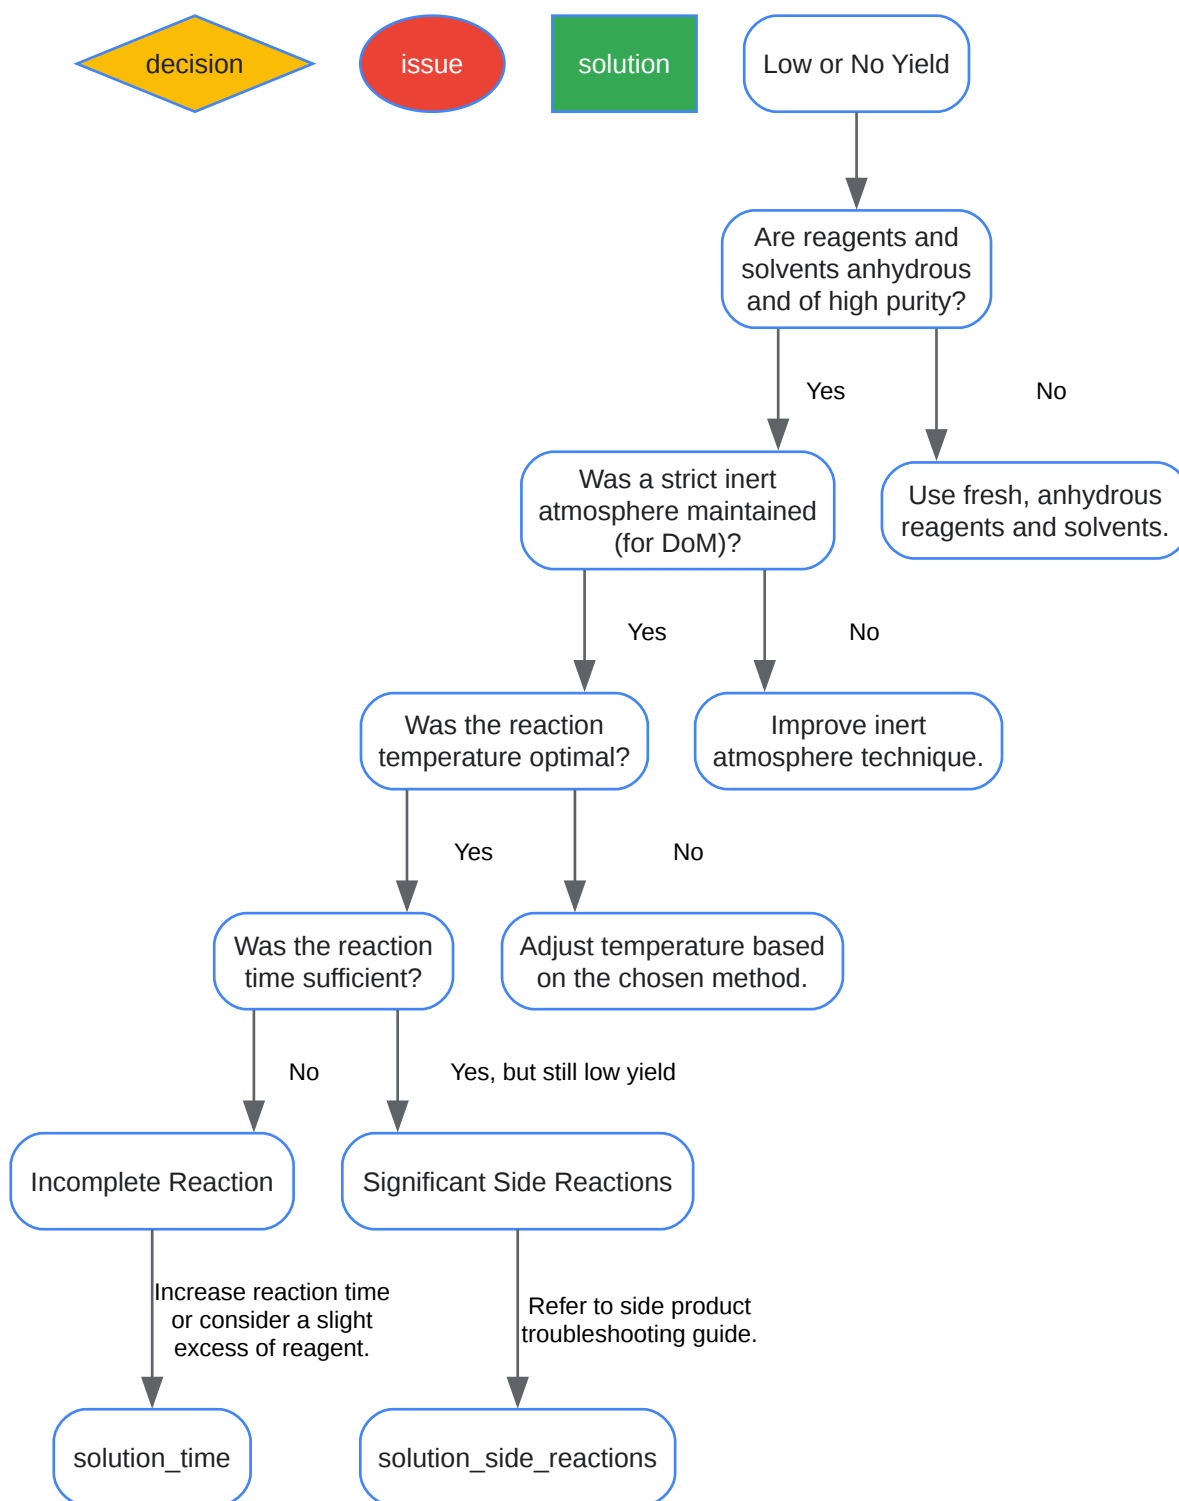 decision
issue
solution
Low or No Yield
Are reagents and
solvents anhydrous
and of high purity?
Yes
No
Was a strict inert
atmosphere maintained
(for DoM)?
Use fresh, anhydrous
reagents and solvents.
Yes
No
Was the reaction
temperature optimal?
Improve inert
atmosphere technique.
Yes
No
Was the reaction
time sufficient?
Adjust temperature based
on the chosen method.
No
Yes, but still low yield
Incomplete Reaction
Significant Side Reactions
Increase reaction time
or consider a slight
excess of reagent.
Refer to side product
troubleshooting guide.
solution_time
solution_side_reactions